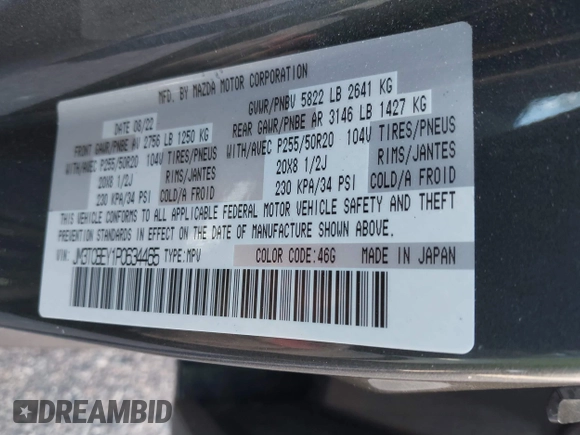 MFD. BY MAZDA MOTOR CORPORATION
DATE 08/22 GVWR/PNBV 5822 LB 2641 KG
FRONT GAWR/PNBE AV 2756 LB 1250 KG REAR GAWR/PNBE AR 3146 LB 1427 KG
WITH/AVEC P255/50R20 104V TIRES/PNEUS WITH/AVEC P255/50R20 104V TIRES/PNEUS
20X8 1/2J RIMS/JANTES 20X8 1/2J RIMS/JANTES
230 KPA/34 PSI COLD/A FROID 230 KPA/34 PSI COLD/A FROID
THIS VEHICLE CONFORMS TO ALL APPLICABLE FEDERAL MOTOR VEHICLE SAFETY AND THEFT
PREVENTION STANDARDS IN EFFECT ON THE DATE OF MANUFACTURE SHOWN ABOVE.
VIN: JM3TCBEY1P0634465 TYPE:MPV COLOR CODE:46G MADE IN JAPAN
DREAMBID